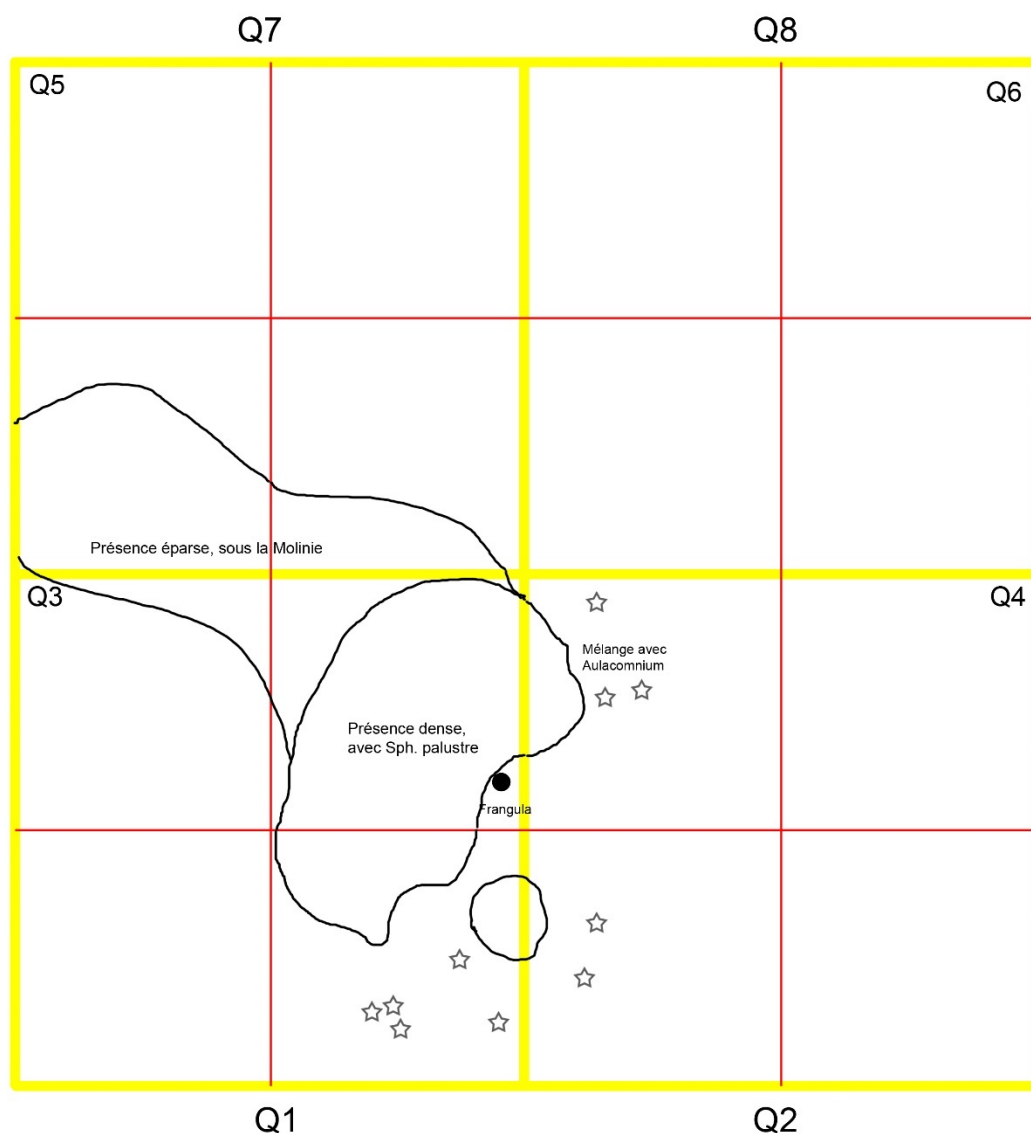 Q7
Q8
Q5
Q6
Présence éparse, sous la Molinie
Q3
Q4
Mélange avec
Aulacomnium
Présence dense,
avec Sph. palustre
Frangula
Q1
Q2